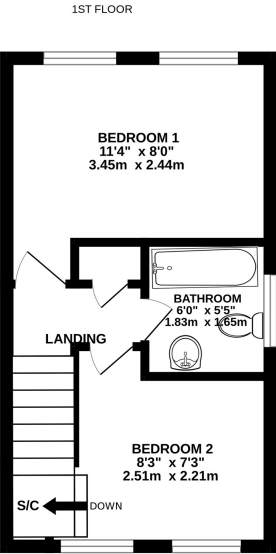 1ST FLOOR
BEDROOM 1
11'4" x 8'0"
3.45m x 2.44m
BATHROOM
6'0" x 5'5"
1.83m x 1.65m
LANDING
BEDROOM 2
8'3" x 7'3"
2.51m x 2.21m
S/C DOWN